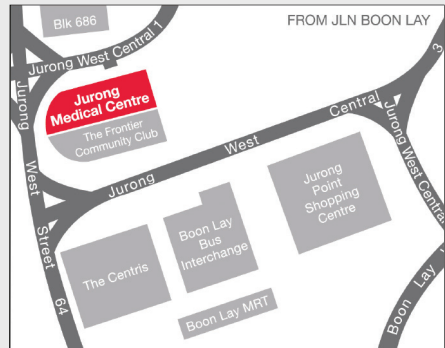 Blk 686
FROM JLN BOON LAY
Jurong West Central 1
Jurong
Medical Centre
The Frontier
Community Club
Jurong West Street 64
Jurong West Central 3
Jurong West Central
Jurong
Point
Shopping
Centre
Boon Lay
Bus
Interchange
The Centris
Boon Lay MRT
Boon Lay